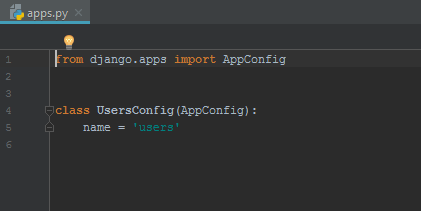 apps.py
1 from django.apps import AppConfig
2
3
4 class UsersConfig(AppConfig):
5     name = 'users'
6